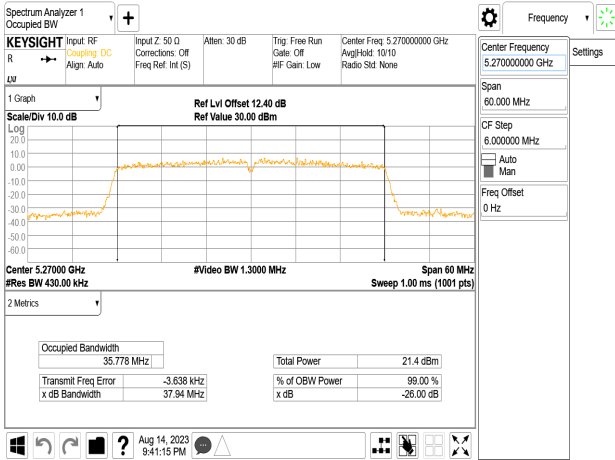 Spectrum Analyzer 1
Occupied BW
Frequency
KEYSIGHT
R
LXI
Input: RF
Coupling: DC
Align: Auto
Input Z: 50 Ω
Corrections: Off
Freq Ref: Int (S)
Atten: 30 dB
Trig: Free Run
Gate: Off
#IF Gain: Low
Center Freq: 5.270000000 GHz
Avg|Hold: 10/10
Radio Std: None
Center Frequency
5.270000000 GHz
Settings
Span
60.000 MHz
CF Step
6.000000 MHz
Auto
Man
Freq Offset
0 Hz
1 Graph
Scale/Div 10.0 dB
Ref Lvl Offset 12.40 dB
Ref Value 30.00 dBm
Log
20.0
10.0
0.00
-10.0
-20.0
-30.0
-40.0
-50.0
-60.0
Center 5.27000 GHz
#Res BW 430.00 kHz
#Video BW 1.3000 MHz
Span 60 MHz
Sweep 1.00 ms (1001 pts)
2 Metrics
Occupied Bandwidth
35.778 MHz
Total Power 21.4 dBm
Transmit Freq Error -3.638 kHz
% of OBW Power 99.00 %
x dB Bandwidth 37.94 MHz
x dB -26.00 dB
?
Aug 14, 2023
9:41:15 PM